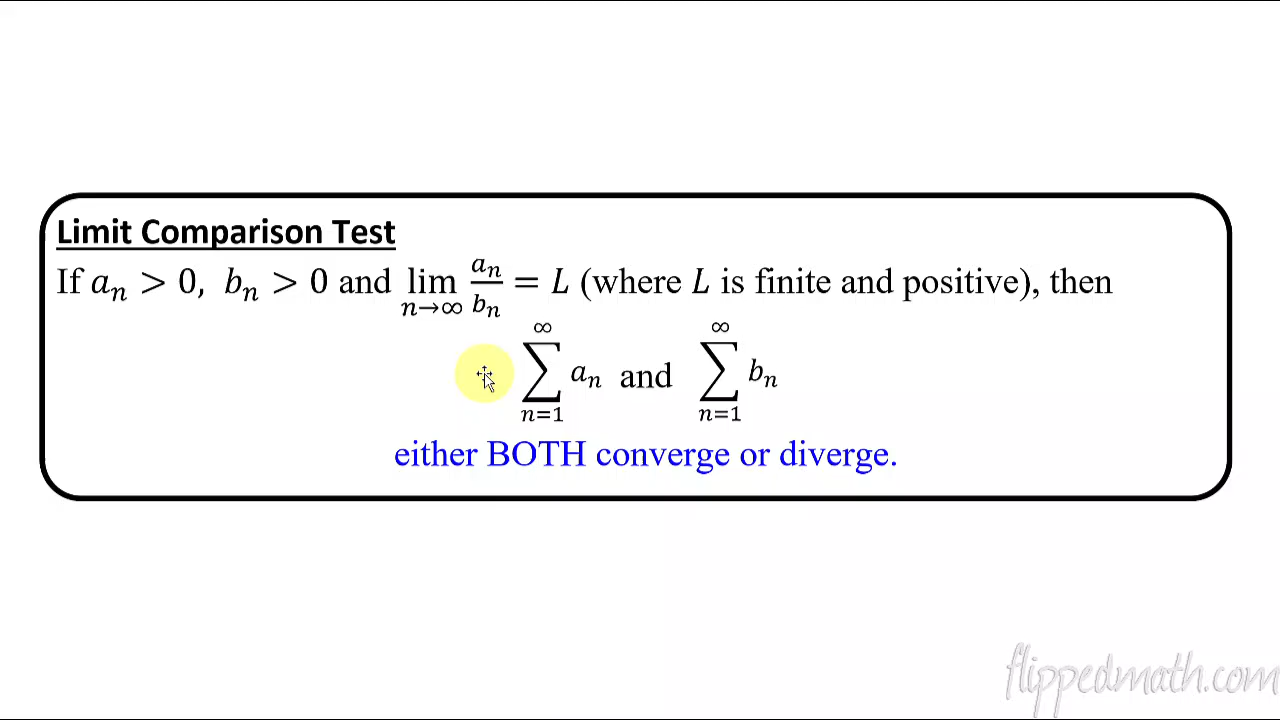 Limit Comparison Test
If aₙ > 0, bₙ > 0 and lim n→∞ aₙ/bₙ = L (where L is finite and positive), then
∞ ∑ n=1 aₙ and ∞ ∑ n=1 bₙ
either BOTH converge or diverge.
flippedmath.com